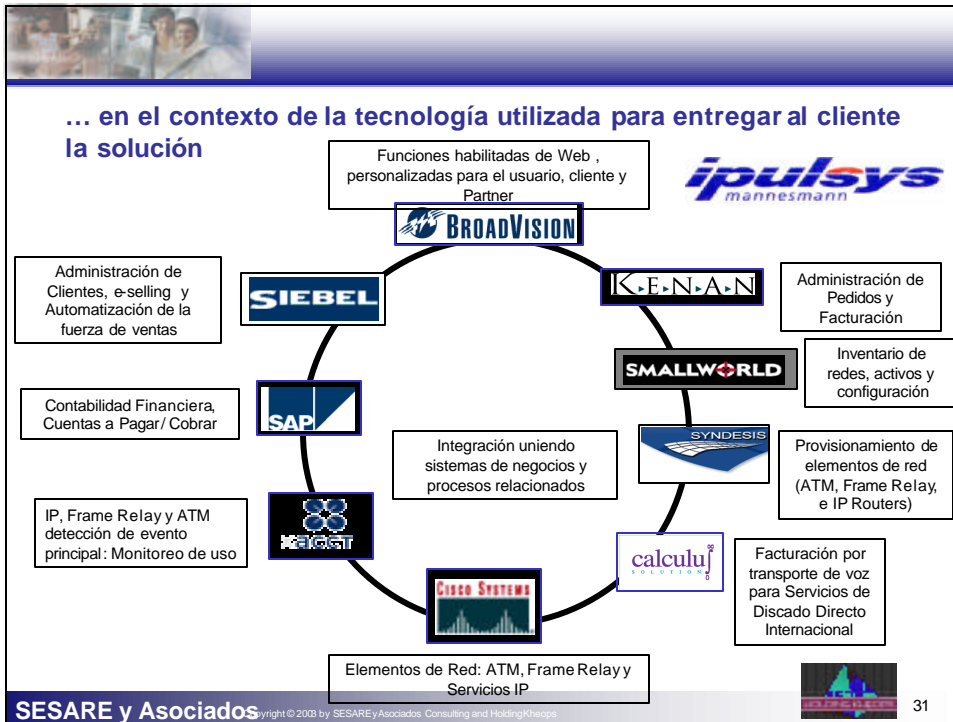 ... en el contexto de la tecnología utilizada para entregar al cliente
la solución
Funciones habilitadas de Web ,
personalizadas para el usuario, cliente y
Partner
ipulsys
mannesmann
BROADVISION
Administración de
Clientes, e-selling y
Automatización de la
fuerza de ventas
SIEBEL
K·E·N·A·N
Administración de
Pedidos y
Facturación
SMALLWORLD
Inventario de
redes, activos y
configuración
Contabilidad Financiera,
Cuentas a Pagar/ Cobrar
SAP
Integración uniendo
sistemas de negocios y
procesos relacionados
SYNDESIS
Provisionamiento de
elementos de red
(ATM, Frame Relay,
e IP Routers)
IP, Frame Relay y ATM
detección de evento
principal: Monitoreo de uso
xacct
calculus
SOLUTIONS
Facturación por
transporte de voz
para Servicios de
Discado Directo
Internacional
CISCO SYSTEMS
Elementos de Red: ATM, Frame Relay y
Servicios IP
HOLDING KHEOPS
SESARE y Asociados
pyright © 2003 by SESARE y Asociados Consulting and Holding Kheops
31